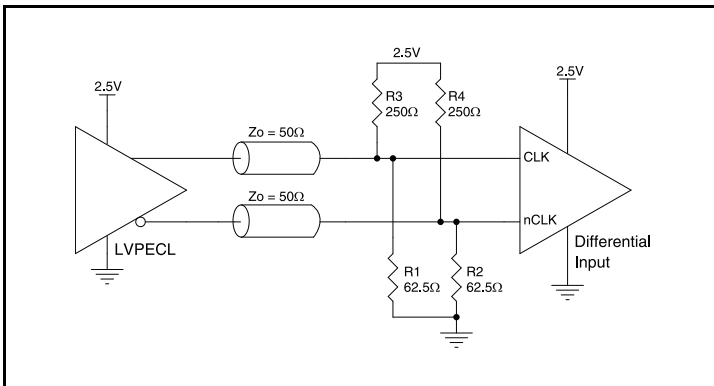 2.5V
2.5V
2.5V
R3
250Ω
R4
250Ω
Zo = 50Ω
CLK
Zo = 50Ω
nCLK
LVPECL
Differential
Input
R1
62.5Ω
R2
62.5Ω